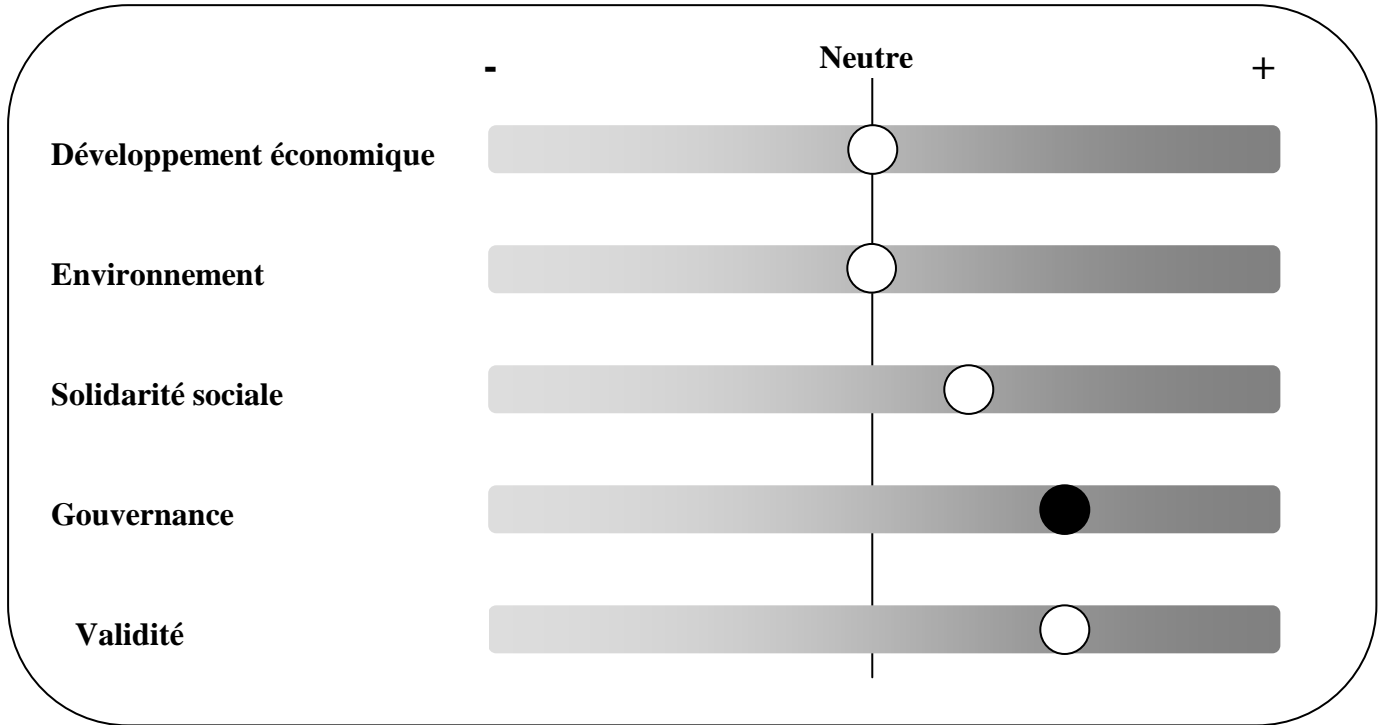 - Neutre +
Développement économique
Environnement
Solidarité sociale
Gouvernance
Validité